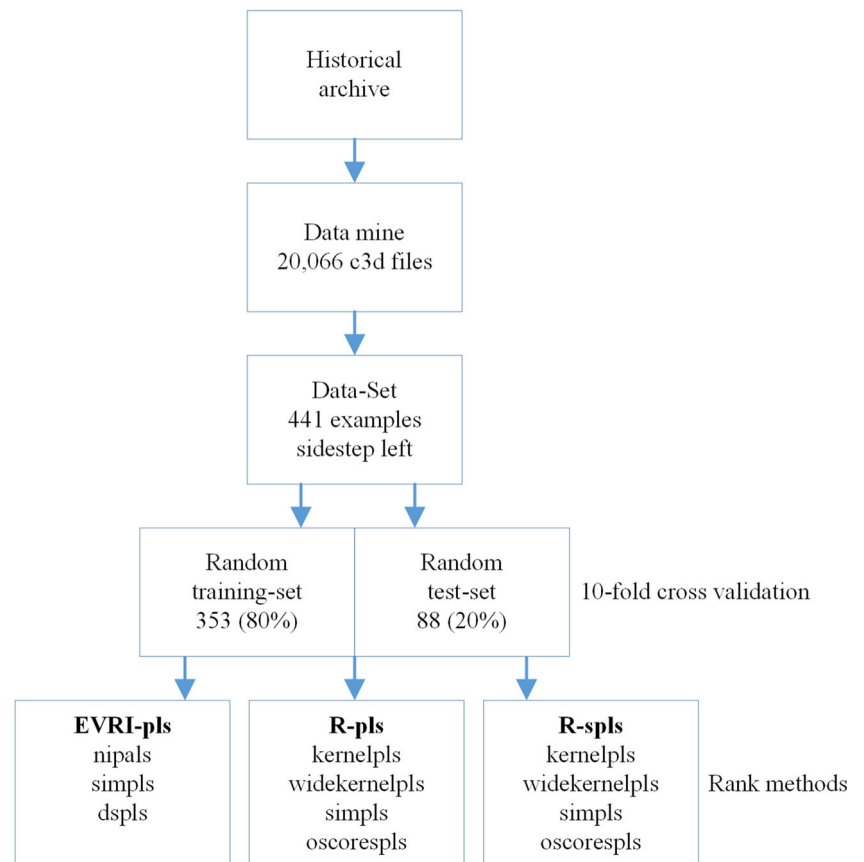 Historical
archive
Data mine
20,066 c3d files
Data-Set
441 examples
sidestep left
Random
training-set
353 (80%)
Random
test-set
88 (20%)
10-fold cross validation
EVRI-pls
nipals
simpls
dspls
R-pls
kernelpls
widekernelpls
simpls
oscorespls
R-spls
kernelpls
widekernelpls
simpls
oscorespls
Rank methods